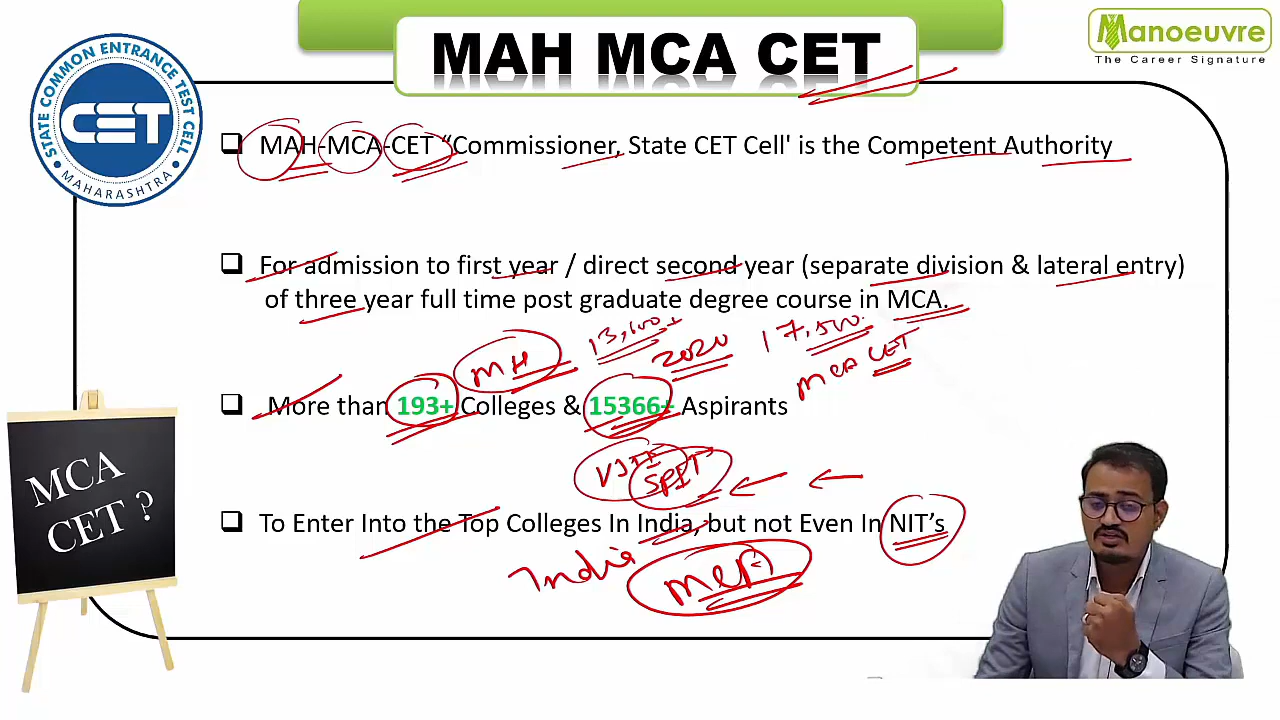 MAH MCA CET
Manoeuvre
The Career Signature
STATE COMMON ENTRANCE TEST CELL
CET
MAHARASHTRA
MAH-MCA-CET “Commissioner, State CET Cell' is the Competent Authority
For admission to first year / direct second year (separate division & lateral entry)
of three year full time post graduate degree course in MCA.
MH 2020 17,500
MCA CET
More than 193+ Colleges & 15366+ Aspirants
VJTI SPIT
To Enter Into the Top Colleges In India, but not Even In NIT’s
India MCA
MCA
CET ?